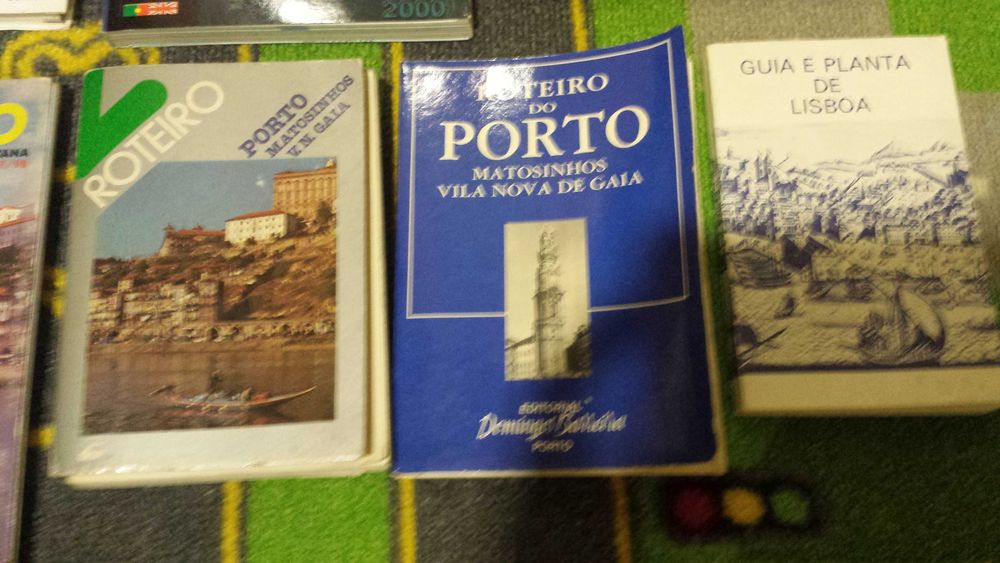 2000
ROTEIRO
PORTO
MATOSINHOS
V. N. GAIA
ROTEIRO
DO
PORTO
MATOSINHOS
VILA NOVA DE GAIA
EDITORIAL
Domingos Barreira
PORTO
GUIA E PLANTA
DE
LISBOA